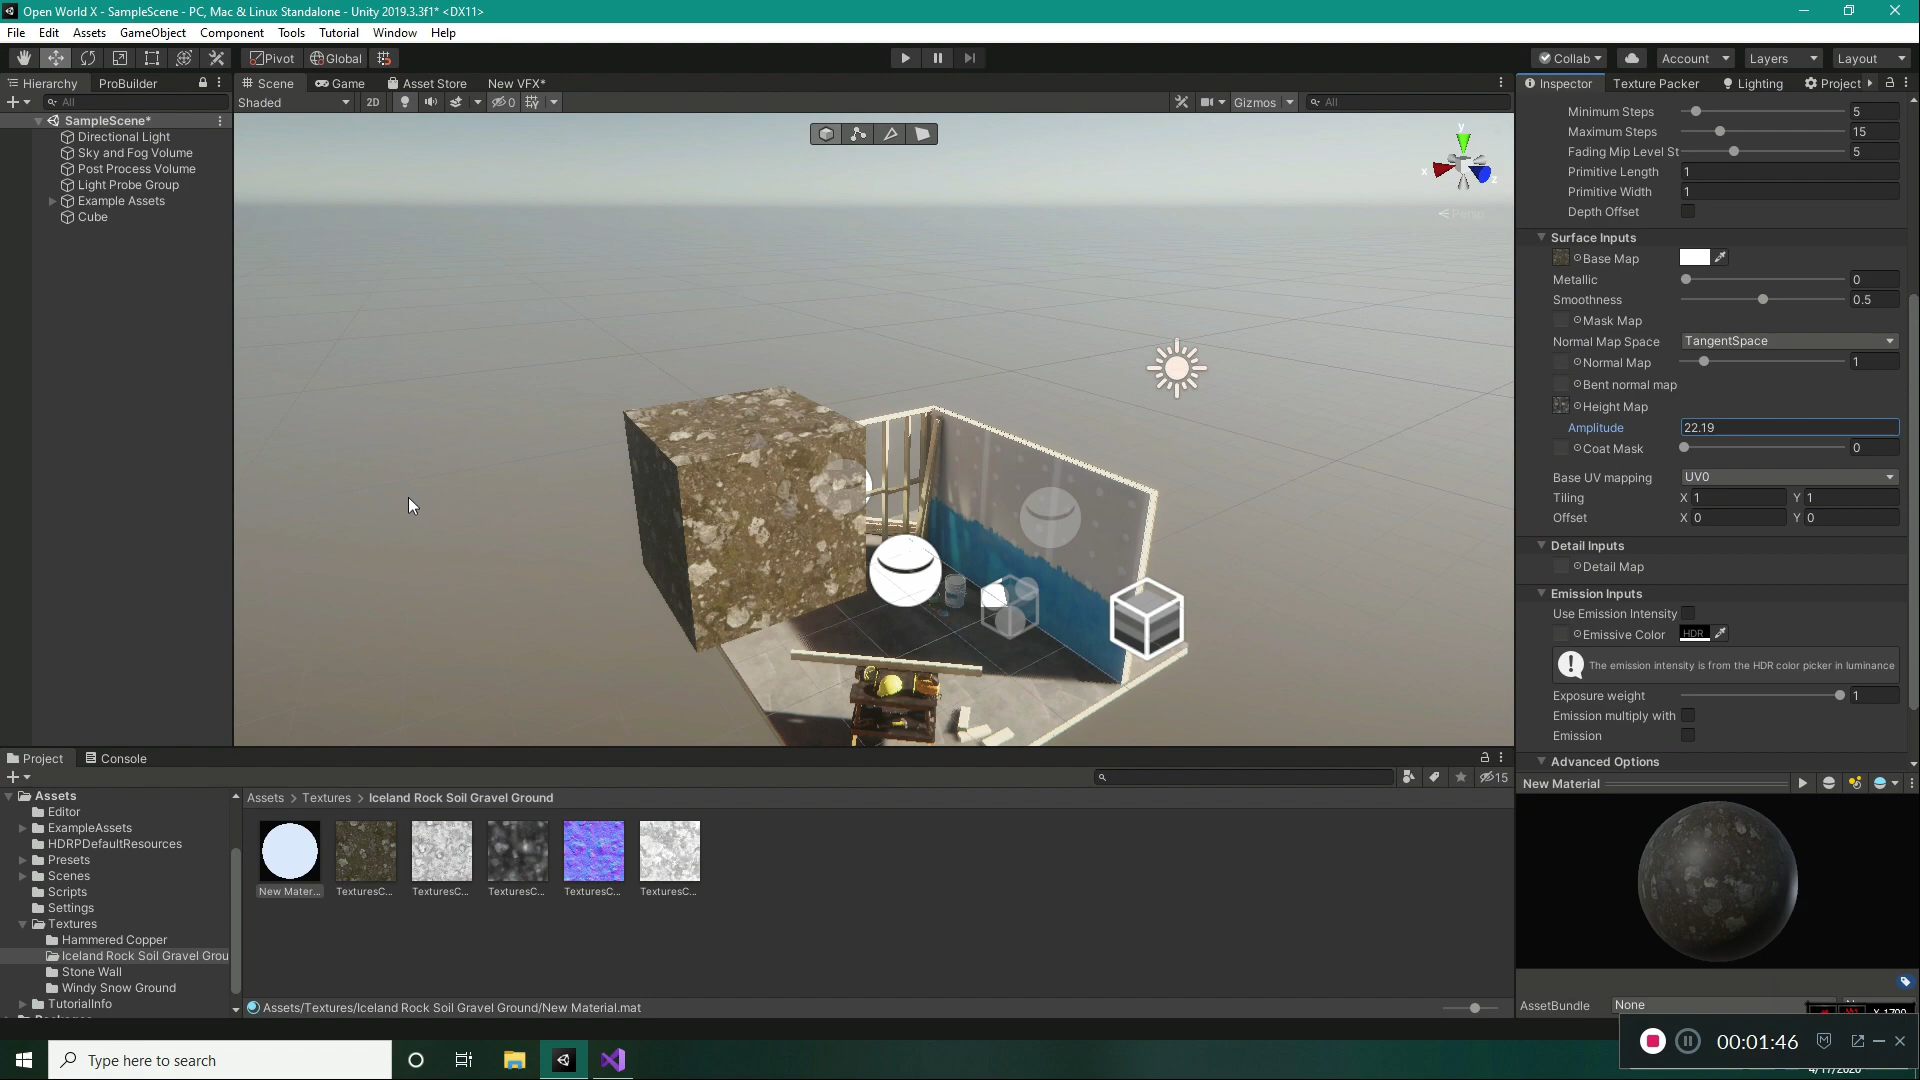 Open World X - SampleScene - PC, Mac & Linux Standalone - Unity 2019.3.3f1* <DX11>
File Edit Assets GameObject Component Tools Tutorial Window Help
Pivot Global Collab Account Layers Layout
Hierarchy ProBuilder Scene Game Asset Store New VFX* Inspector Texture Packer Lighting Project
All Shaded 2D 0 Gizmos All
SampleScene*
Directional Light
Sky and Fog Volume
Post Process Volume
Light Probe Group
Example Assets
Cube
y
x
z
Persp
Minimum Steps 5
Maximum Steps 15
Fading Mip Level St 5
Primitive Length 1
Primitive Width 1
Depth Offset
Surface Inputs
Base Map
Metallic 0
Smoothness 0.5
Mask Map
Normal Map Space TangentSpace
Normal Map 1
Bent normal map
Height Map
Amplitude 22.19
Coat Mask 0
Base UV mapping UV0
Tiling X 1 Y 1
Offset X 0 Y 0
Detail Inputs
Detail Map
Emission Inputs
Use Emission Intensity
Emissive Color HDR
The emission intensity is from the HDR color picker in luminance
Exposure weight 1
Emission multiply with
Emission
Advanced Options
New Material
AssetBundle None
Project Console
15
Assets
Editor
ExampleAssets
HDRPDefaultResources
Presets
Scenes
Scripts
Settings
Textures
Hammered Copper
Iceland Rock Soil Gravel Grou
Stone Wall
Windy Snow Ground
TutorialInfo
Assets > Textures > Iceland Rock Soil Gravel Ground
New Mater... TexturesC... TexturesC... TexturesC... TexturesC... TexturesC...
Assets/Textures/Iceland Rock Soil Gravel Ground/New Material.mat
Type here to search
00:01:46